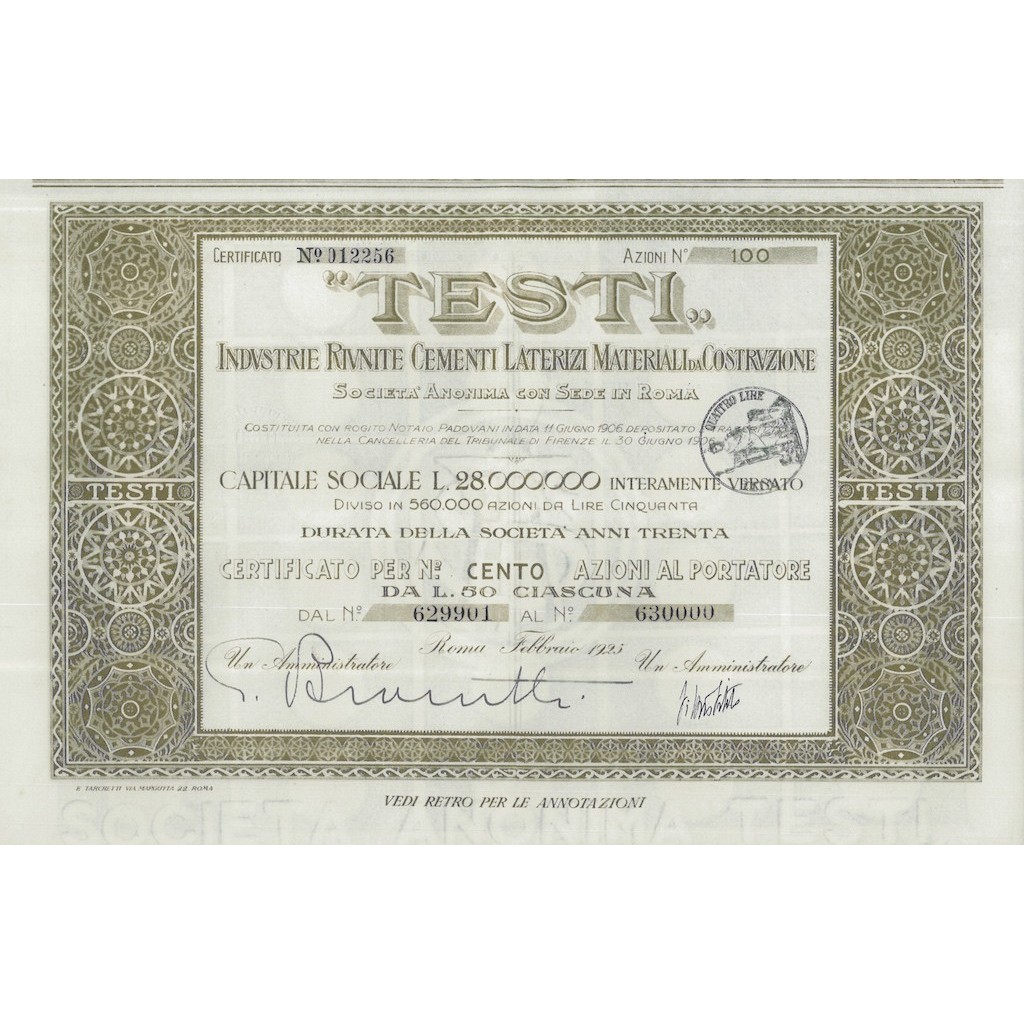 CERTIFICATO Nº 012256 AZIONI Nº 100
"TESTI„
INDVSTRIE RIVNITE CEMENTI LATERIZI MATERIALI DA COSTRVZIONE
SOCIETA' ANONIMA CON SEDE IN ROMA
COSTITUITA CON ROGITO NOTAIO PADOVANI IN DATA 11 GIUGNO 1906 DEPOSITATO
NELLA CANCELLERIA DEL TRIBUNALE DI FIRENZE IL 30 GIUGNO 1906
QUATTRO LIRE
CAPITALE SOCIALE L. 28.000.000 INTERAMENTE VERSATO
DIVISO IN 560.000 AZIONI DA LIRE CINQUANTA
TESTI TESTI
DURATA DELLA SOCIETA' ANNI TRENTA
CERTIFICATO PER Nº CENTO AZIONI AL PORTATORE
DA L. 50 CIASCUNA
DAL Nº 629901 AL Nº 630000
Roma Febbraio 1925
Un Amministratore Un Amministratore
E TARCHETTI VIA MARGUTTA 22 ROMA
VEDI RETRO PER LE ANNOTAZIONI
SOCIETA ANONIMA TESTI